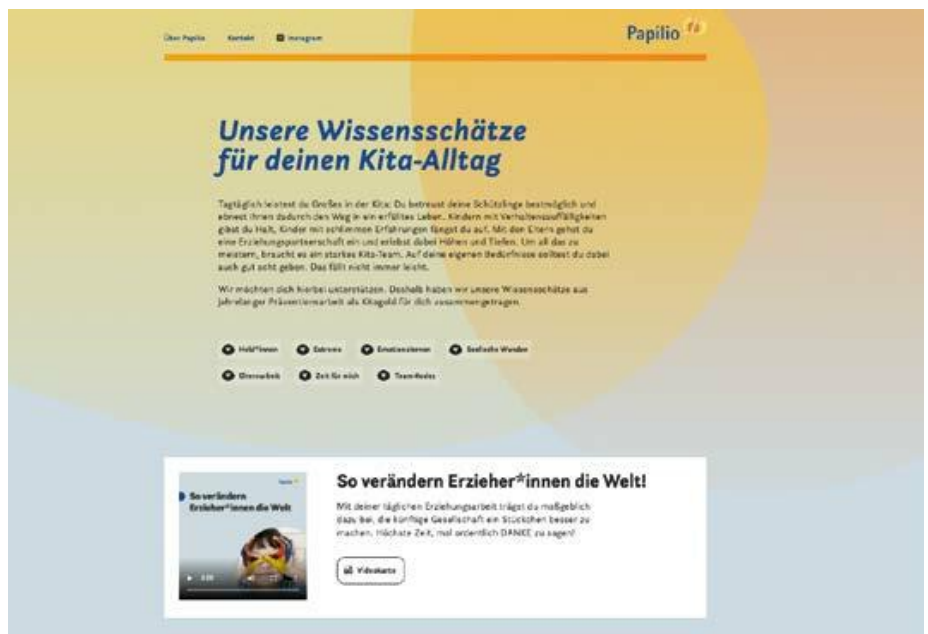 Über Papilio Kontakt Instagram
Papilio
Unsere Wissensschätze
für deinen Kita-Alltag
Tagtäglich leistest du Großes in der Kita: Du betreust deine Schützlinge bestmöglich und
ebnest ihnen dadurch den Weg in ein erfülltes Leben. Kindern mit Verhaltensauffälligkeiten
gibst du Halt, Kinder mit schlimmen Erfahrungen fängst du auf. Mit den Eltern gehst du
eine Erziehungspartnerschaft ein und erlebst dabei Höhen und Tiefen. Um all das zu
meistern, braucht es ein starkes Kita-Team. Auf deine eigenen Bedürfnisse solltest du dabei
auch gut acht geben. Das fällt nicht immer leicht.
Wir möchten dich hierbei unterstützen. Deshalb haben wir unsere Wissensschätze aus
jahrelanger Präventionsarbeit als Kitagold für dich zusammengetragen.
Held*innen Extreme Emotionslernen Seelische Wunden
Elternarbeit Zeit für mich Team-Modus
So verändern
Erzieher*innen die Welt
So verändern Erzieher*innen die Welt!
Mit deiner täglichen Erziehungsarbeit trägst du maßgeblich
dazu bei, die künftige Gesellschaft ein Stückchen besser zu
machen. Höchste Zeit, mal ordentlich DANKE zu sagen!
Videokarte